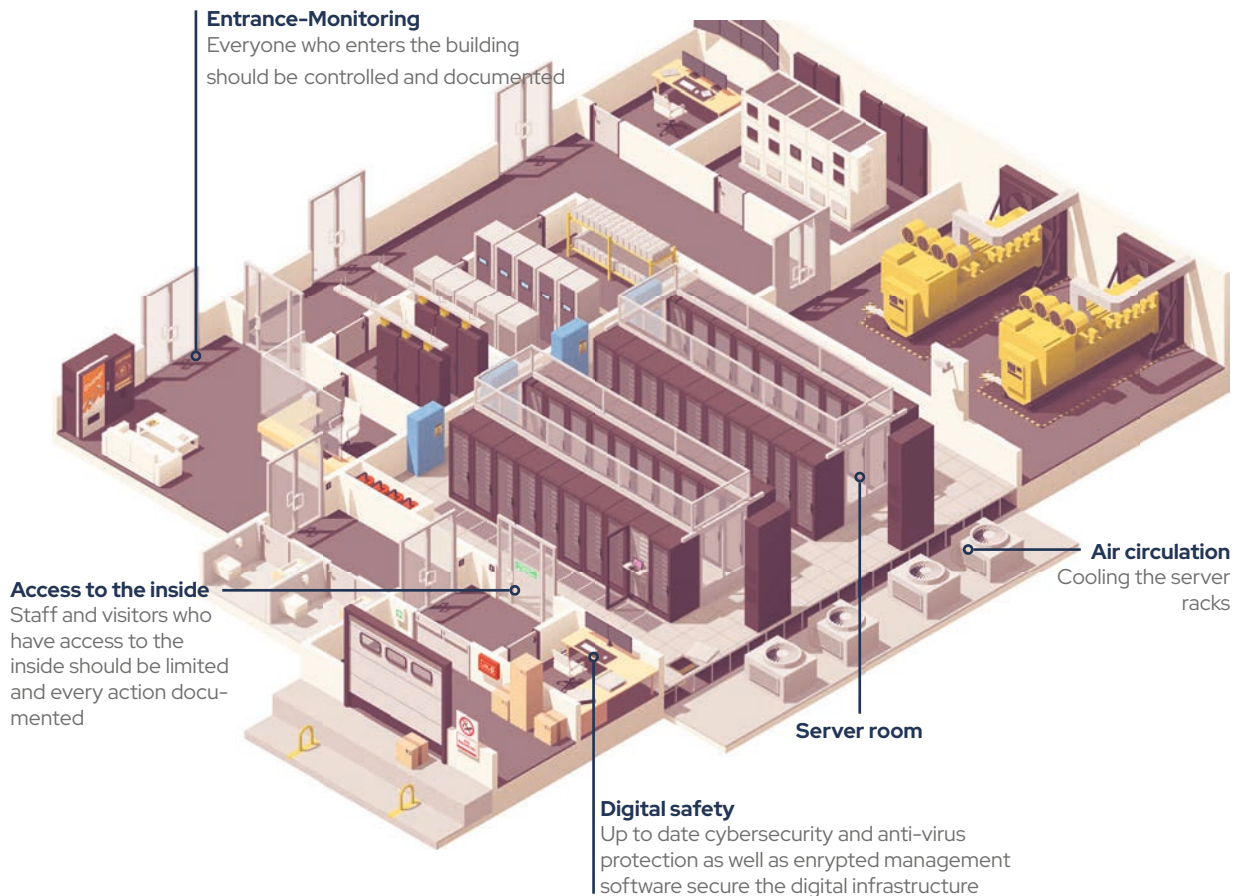 Entrance-Monitoring
Everyone who enters the building
should be controlled and documented
Access to the inside
Staff and visitors who
have access to the
inside should be limited
and every action docu-
mented
Air circulation
Cooling the server
racks
Server room
Digital safety
Up to date cybersecurity and anti-virus
protection as well as enrypted management
software secure the digital infrastructure